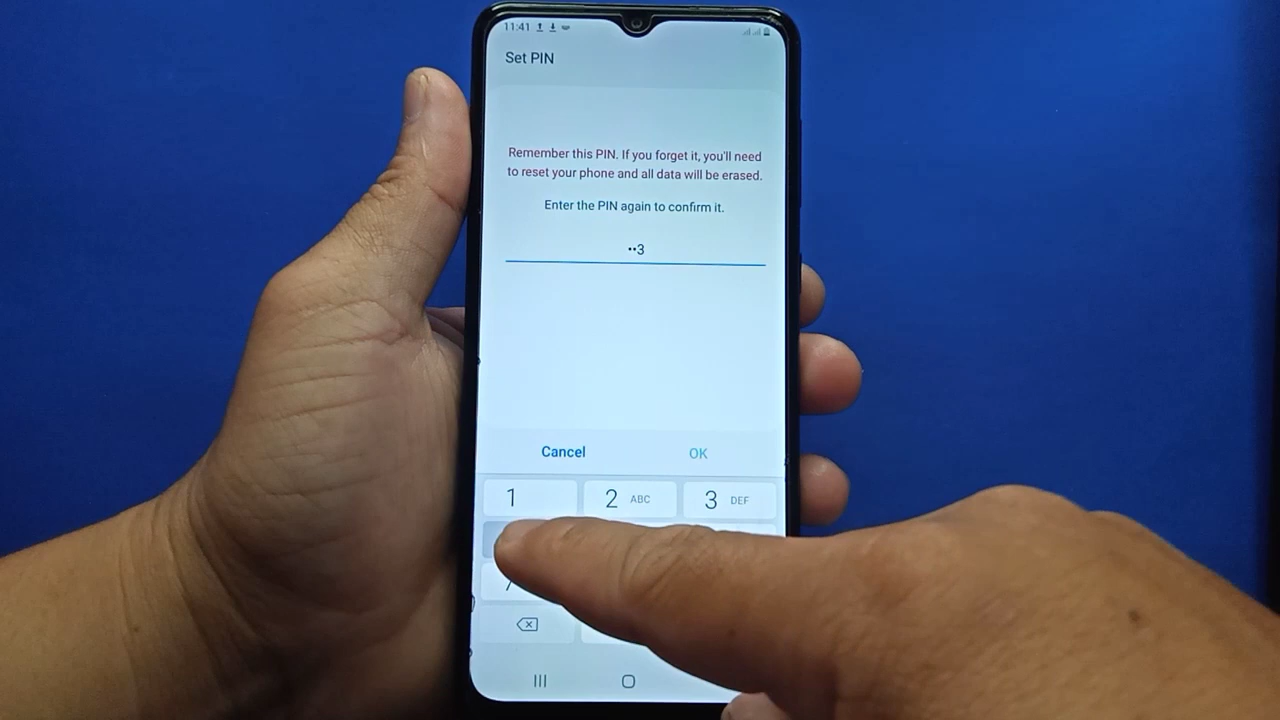 11:41
Set PIN
Remember this PIN. If you forget it, you'll need
to reset your phone and all data will be erased.
Enter the PIN again to confirm it.
••3
Cancel OK
1 2 ABC 3 DEF